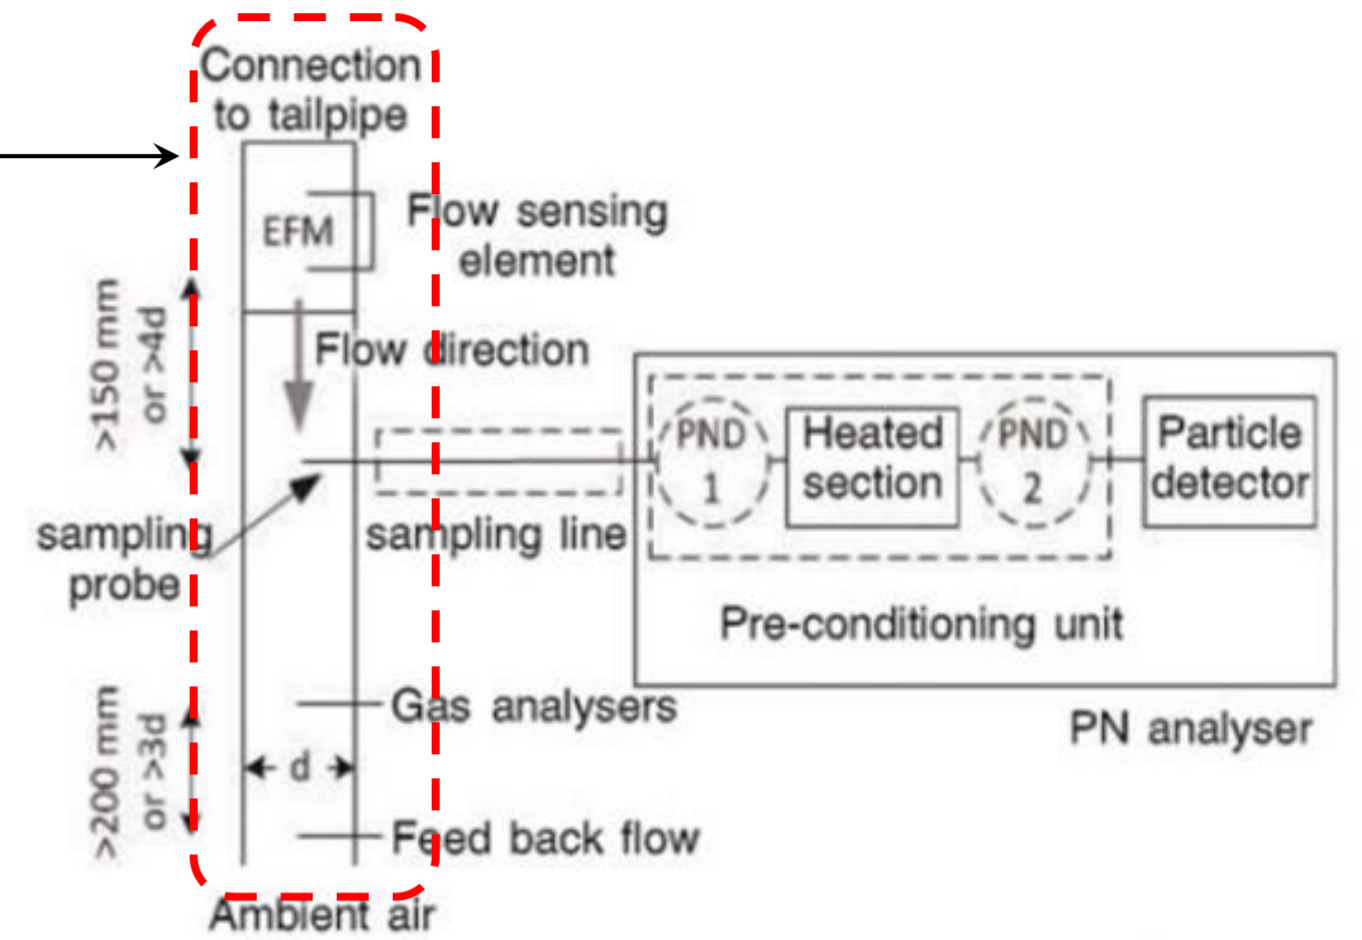 Connection
to tailpipe
EFM
Flow sensing
element
>150 mm
or >4d
Flow direction
PND
1
Heated
section
PND
2
Particle
detector
sampling
probe
sampling line
Pre-conditioning unit
Gas analysers
PN analyser
>200 mm
or >3d
d
Feed back flow
Ambient air